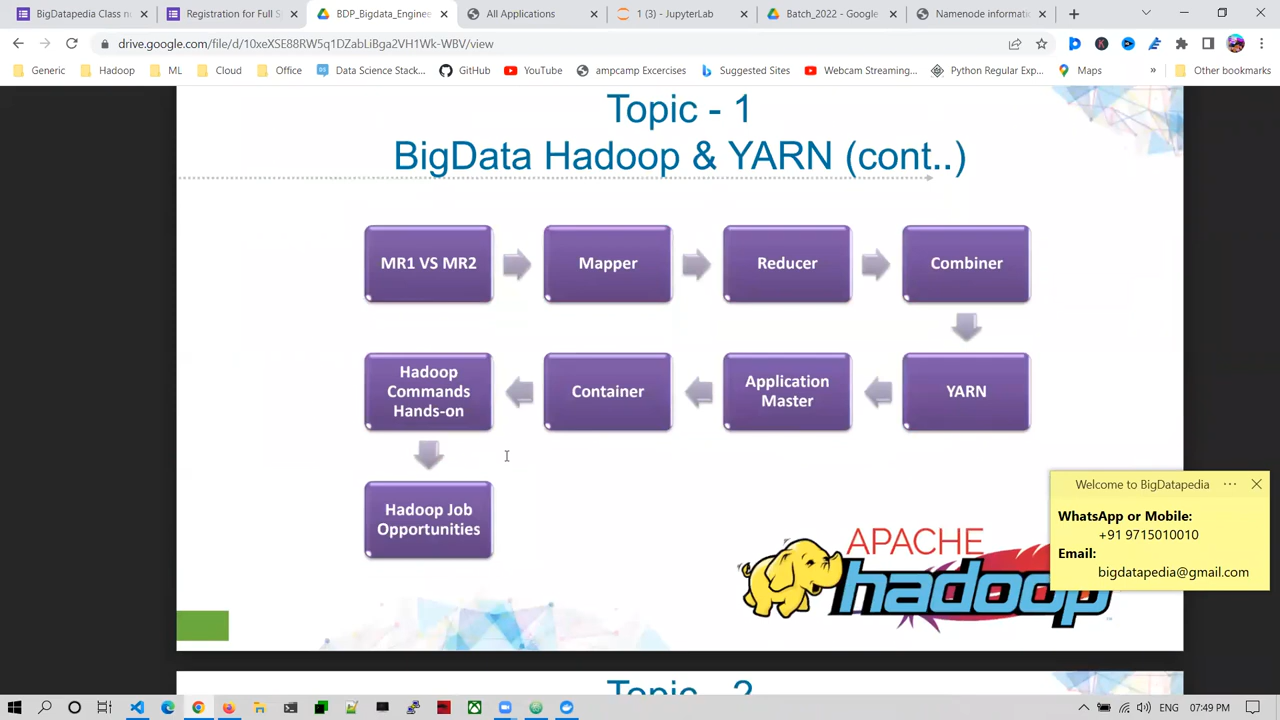 BigDatapedia Class n
Registration for Full S
BDP_Bigdata_Enginee
All Applications
1 (3) - JupyterLab
Batch_2022 - Google
Namenode informati
drive.google.com/file/d/10xeXSE88RW5q1DZabLiBga2VH1Wk-WPV/view
Generic
Hadoop
ML
Cloud
Office
Data Science Stack...
GitHub
YouTube
ampcamp Excercises
Suggested Sites
Webcam Streaming...
Python Regular Exp...
Maps
»
Other bookmarks
Topic - 1
BigData Hadoop & YARN (cont..)
MR1 VS MR2
Mapper
Reducer
Combiner
Hadoop
Commands
Hands-on
Container
Application
Master
YARN
Hadoop Job
Opportunities
APACHE
hadoop
Welcome to BigDatapedia
WhatsApp or Mobile:
+91 9715010010
Email:
bigdatapedia@gmail.com
Topic - 2
ENG
07:49 PM